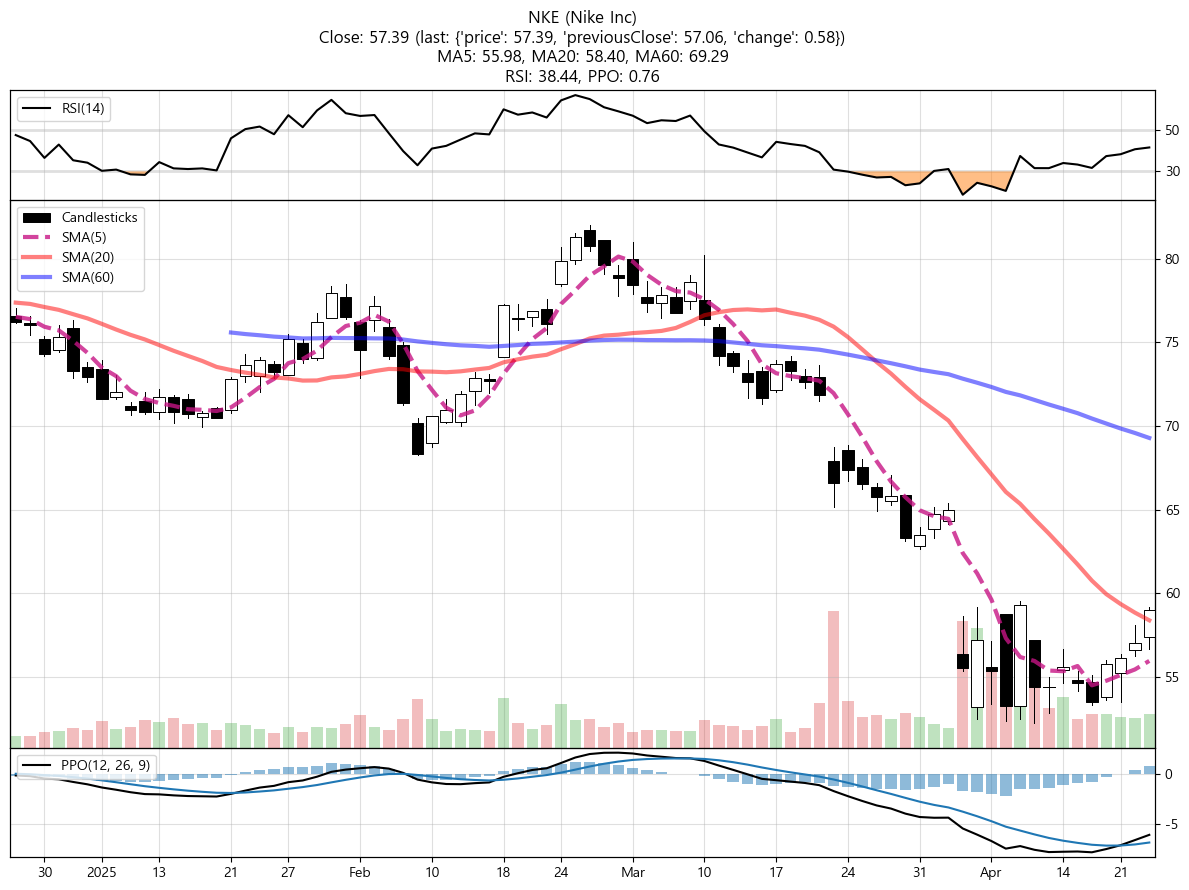 NKE (Nike Inc)
Close: 57.39 (last: {'price': 57.39, 'previousClose': 57.06, 'change': 0.58})
MA5: 55.98, MA20: 58.40, MA60: 69.29
RSI: 38.44, PPO: 0.76
RSI(14)
50
30
Candlesticks
SMA(5)
SMA(20)
SMA(60)
80
75
70
65
60
55
PPO(12, 26, 9)
0
-5
30 2025 13 21 27 Feb 10 18 24 Mar 10 17 24 31 Apr 14 21